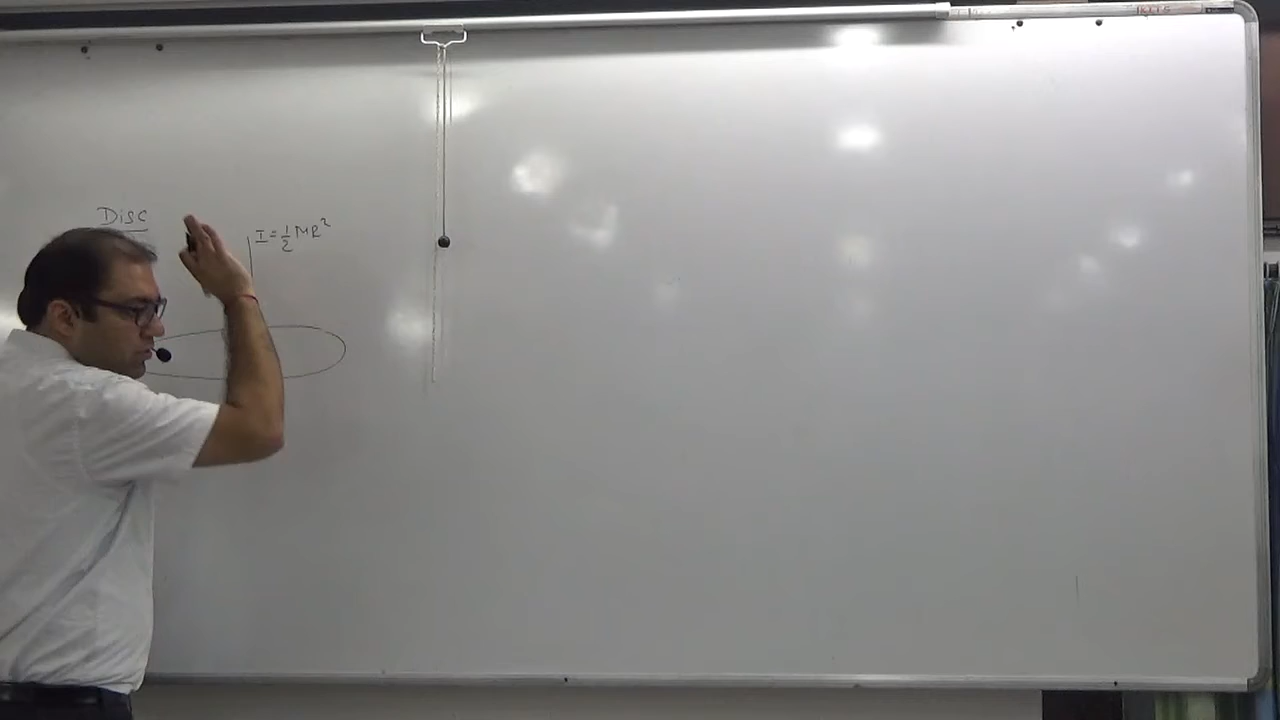 Disc
I = 1/2 MR²